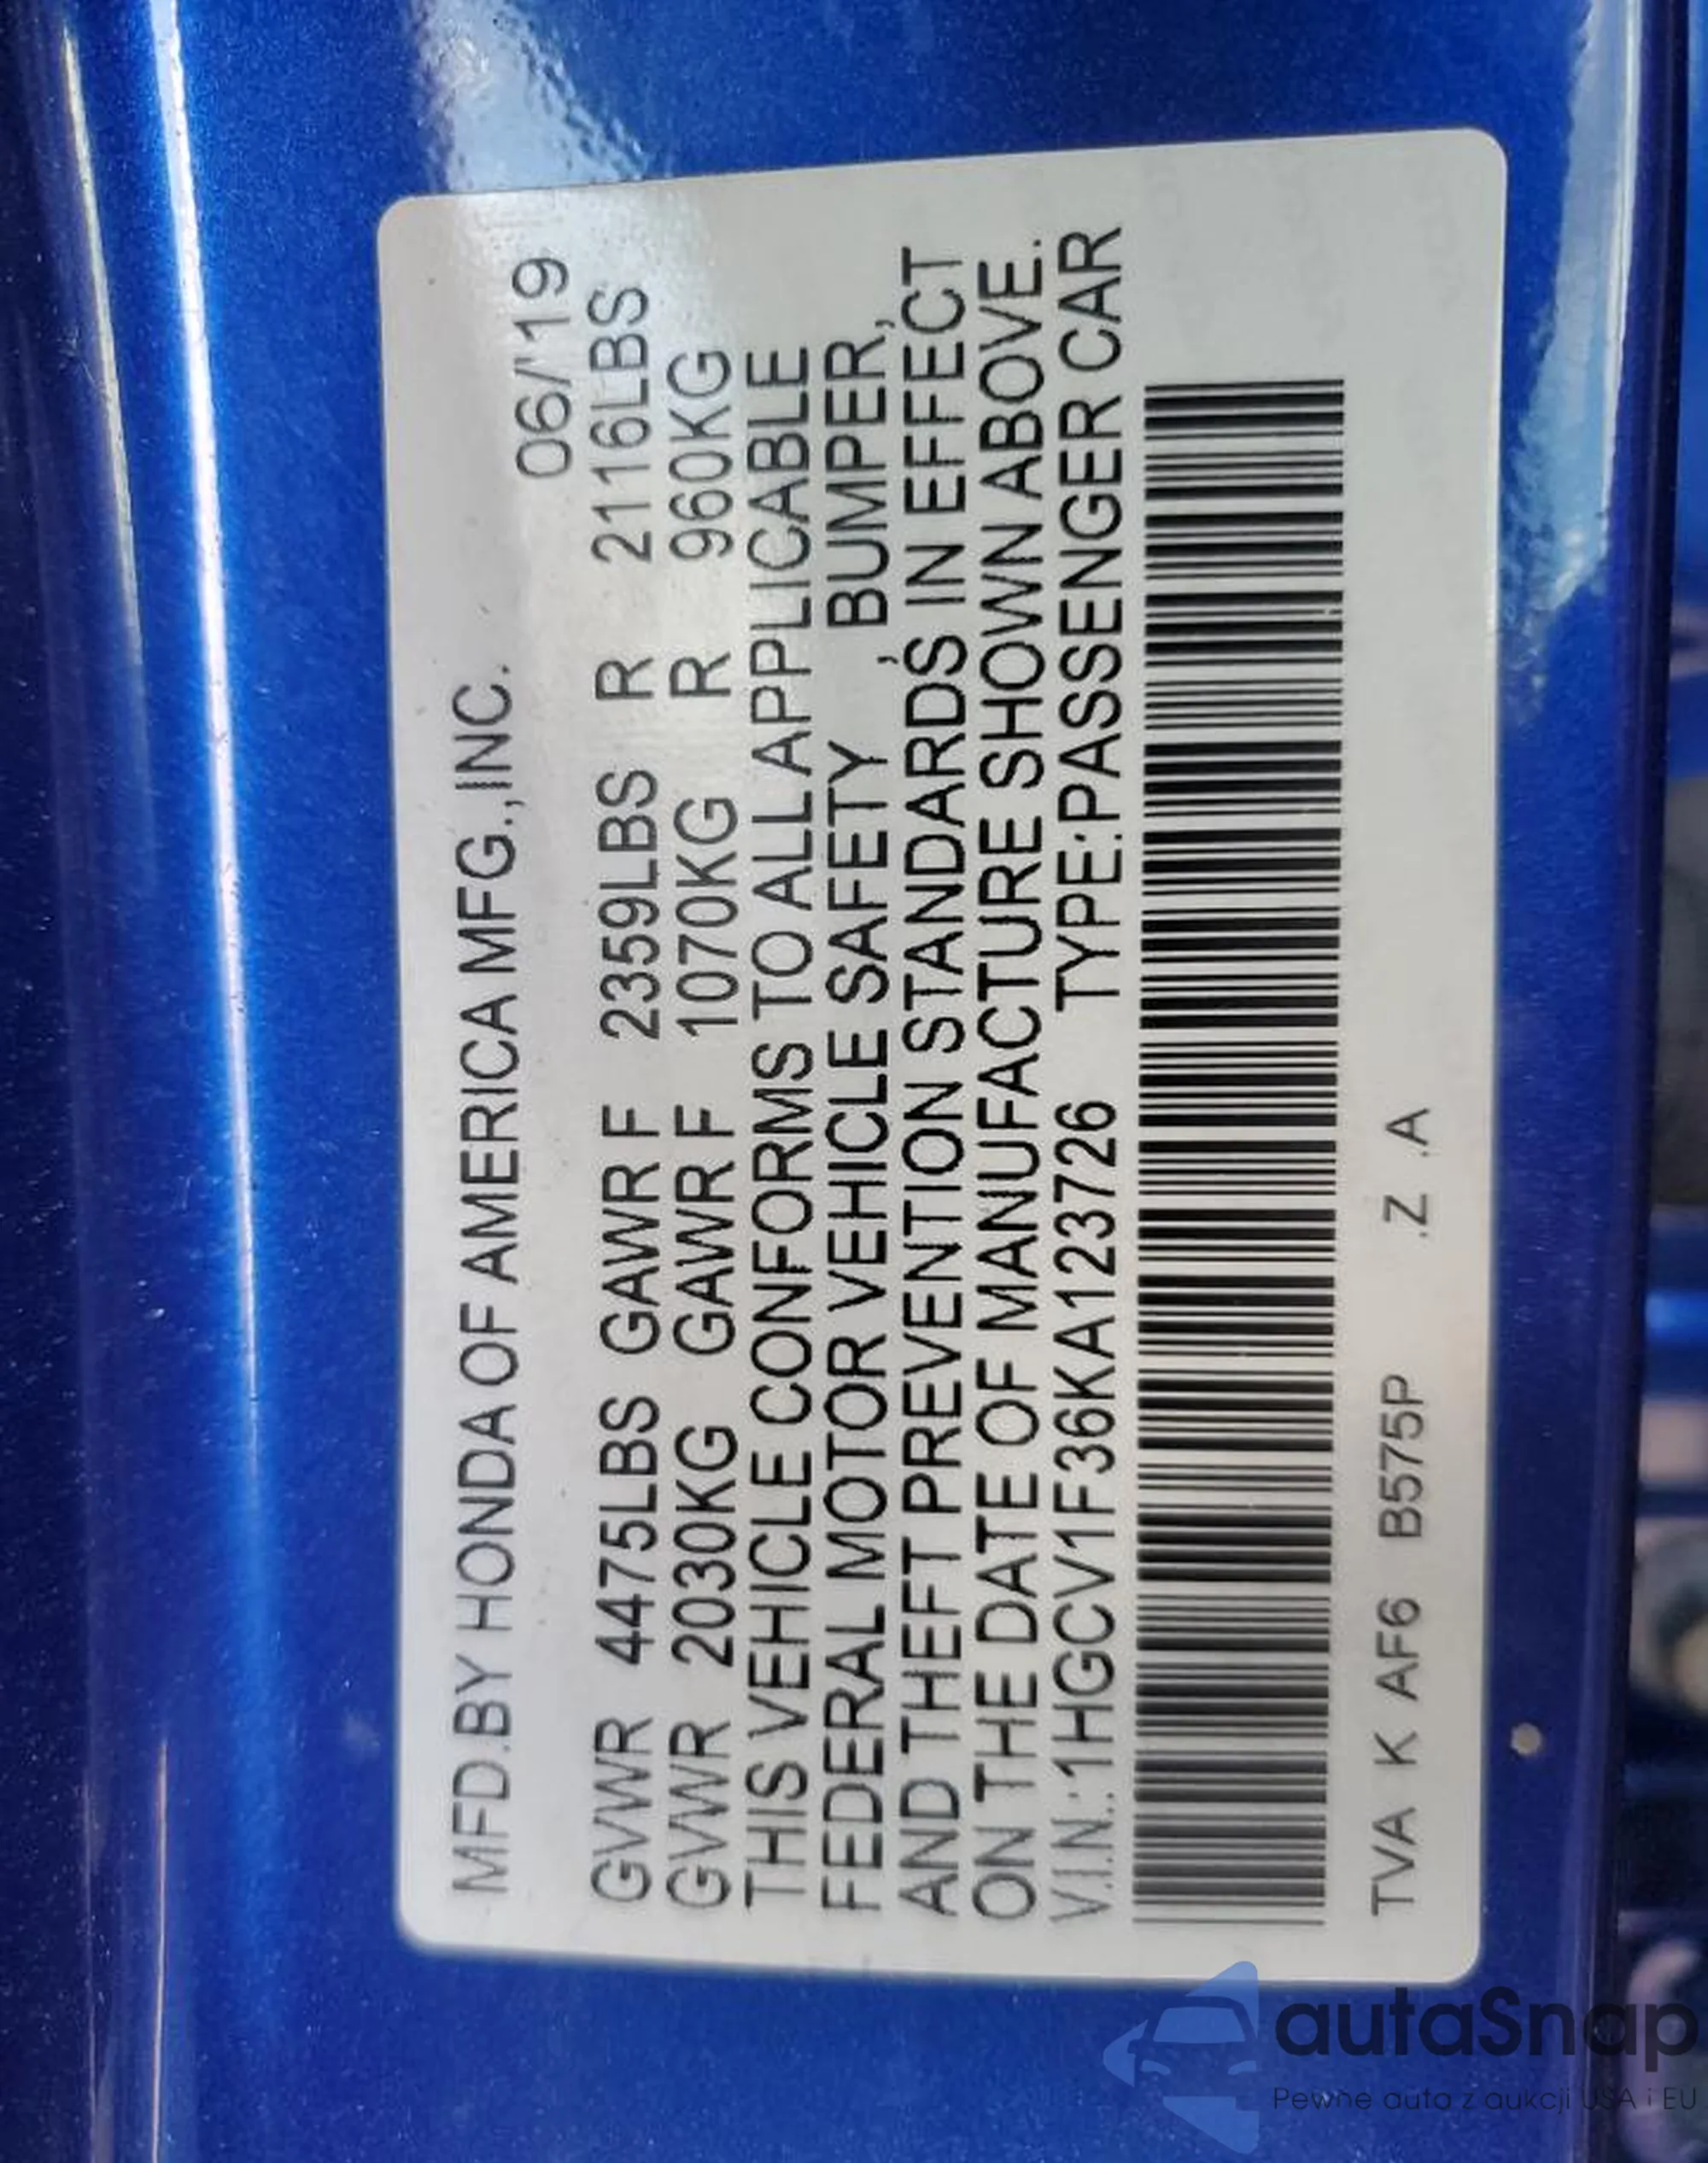 MFD.BY HONDA OF AMERICA MFG.,INC.
06/'19
GVWR 4475LBS GAWR F 2359LBS R 2116LBS
GVWR 2030KG GAWR F 1070KG R 960KG
THIS VEHICLE CONFORMS TO ALL APPLICABLE
FEDERAL MOTOR VEHICLE SAFETY , BUMPER,
AND THEFT PREVENTION STANDARDS IN EFFECT
ON THE DATE OF MANUFACTURE SHOWN ABOVE.
V.I.N.:1HGCV1F36KA123726 TYPE:PASSENGER CAR
TVA K AF6 B575P .Z .A
autaSnap
Pewne auta z aukcji USA i EU